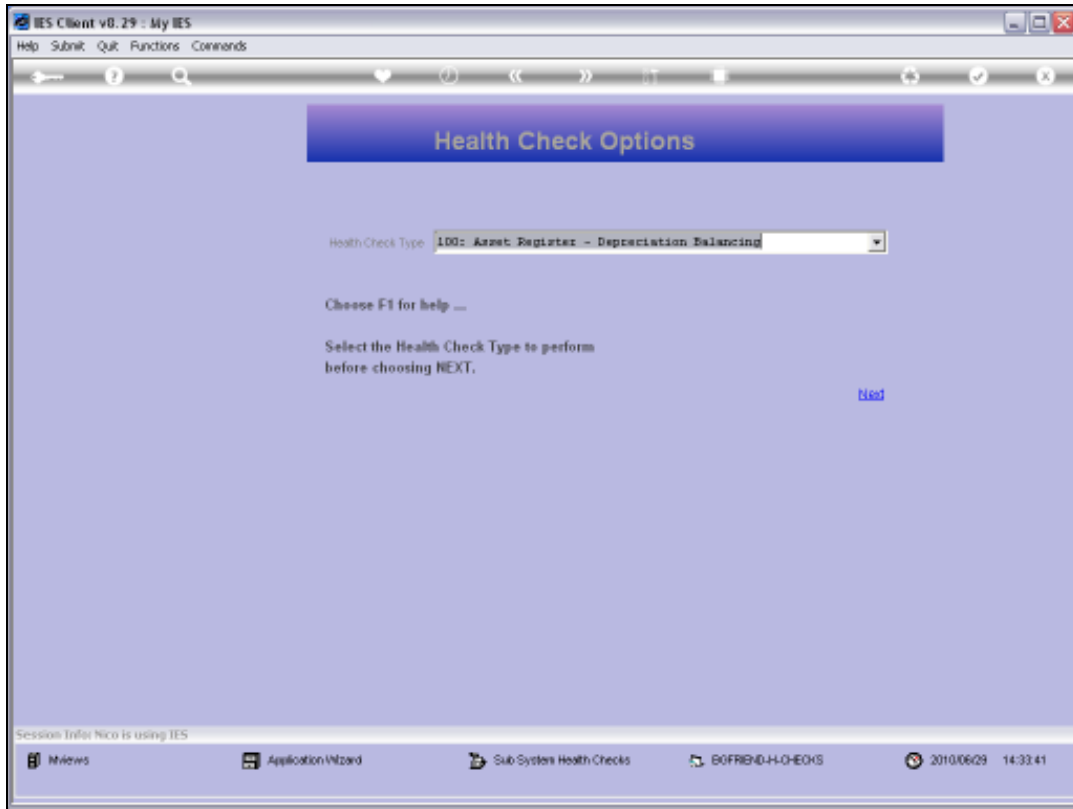 IES Client v8.29 : My IES
Help Submit Quit Functions Commands
Health Check Options
Health Check Type 100: Asset Register - Depreciation Balancing
Choose F1 for help ...
Select the Health Check Type to perform
before choosing NEXT.
Next
Session Info: Nico is using IES
Mviews Application Wizard Sub System Health Checks BOFRIEND-H-CHECKS 2010/06/29 14:33:41